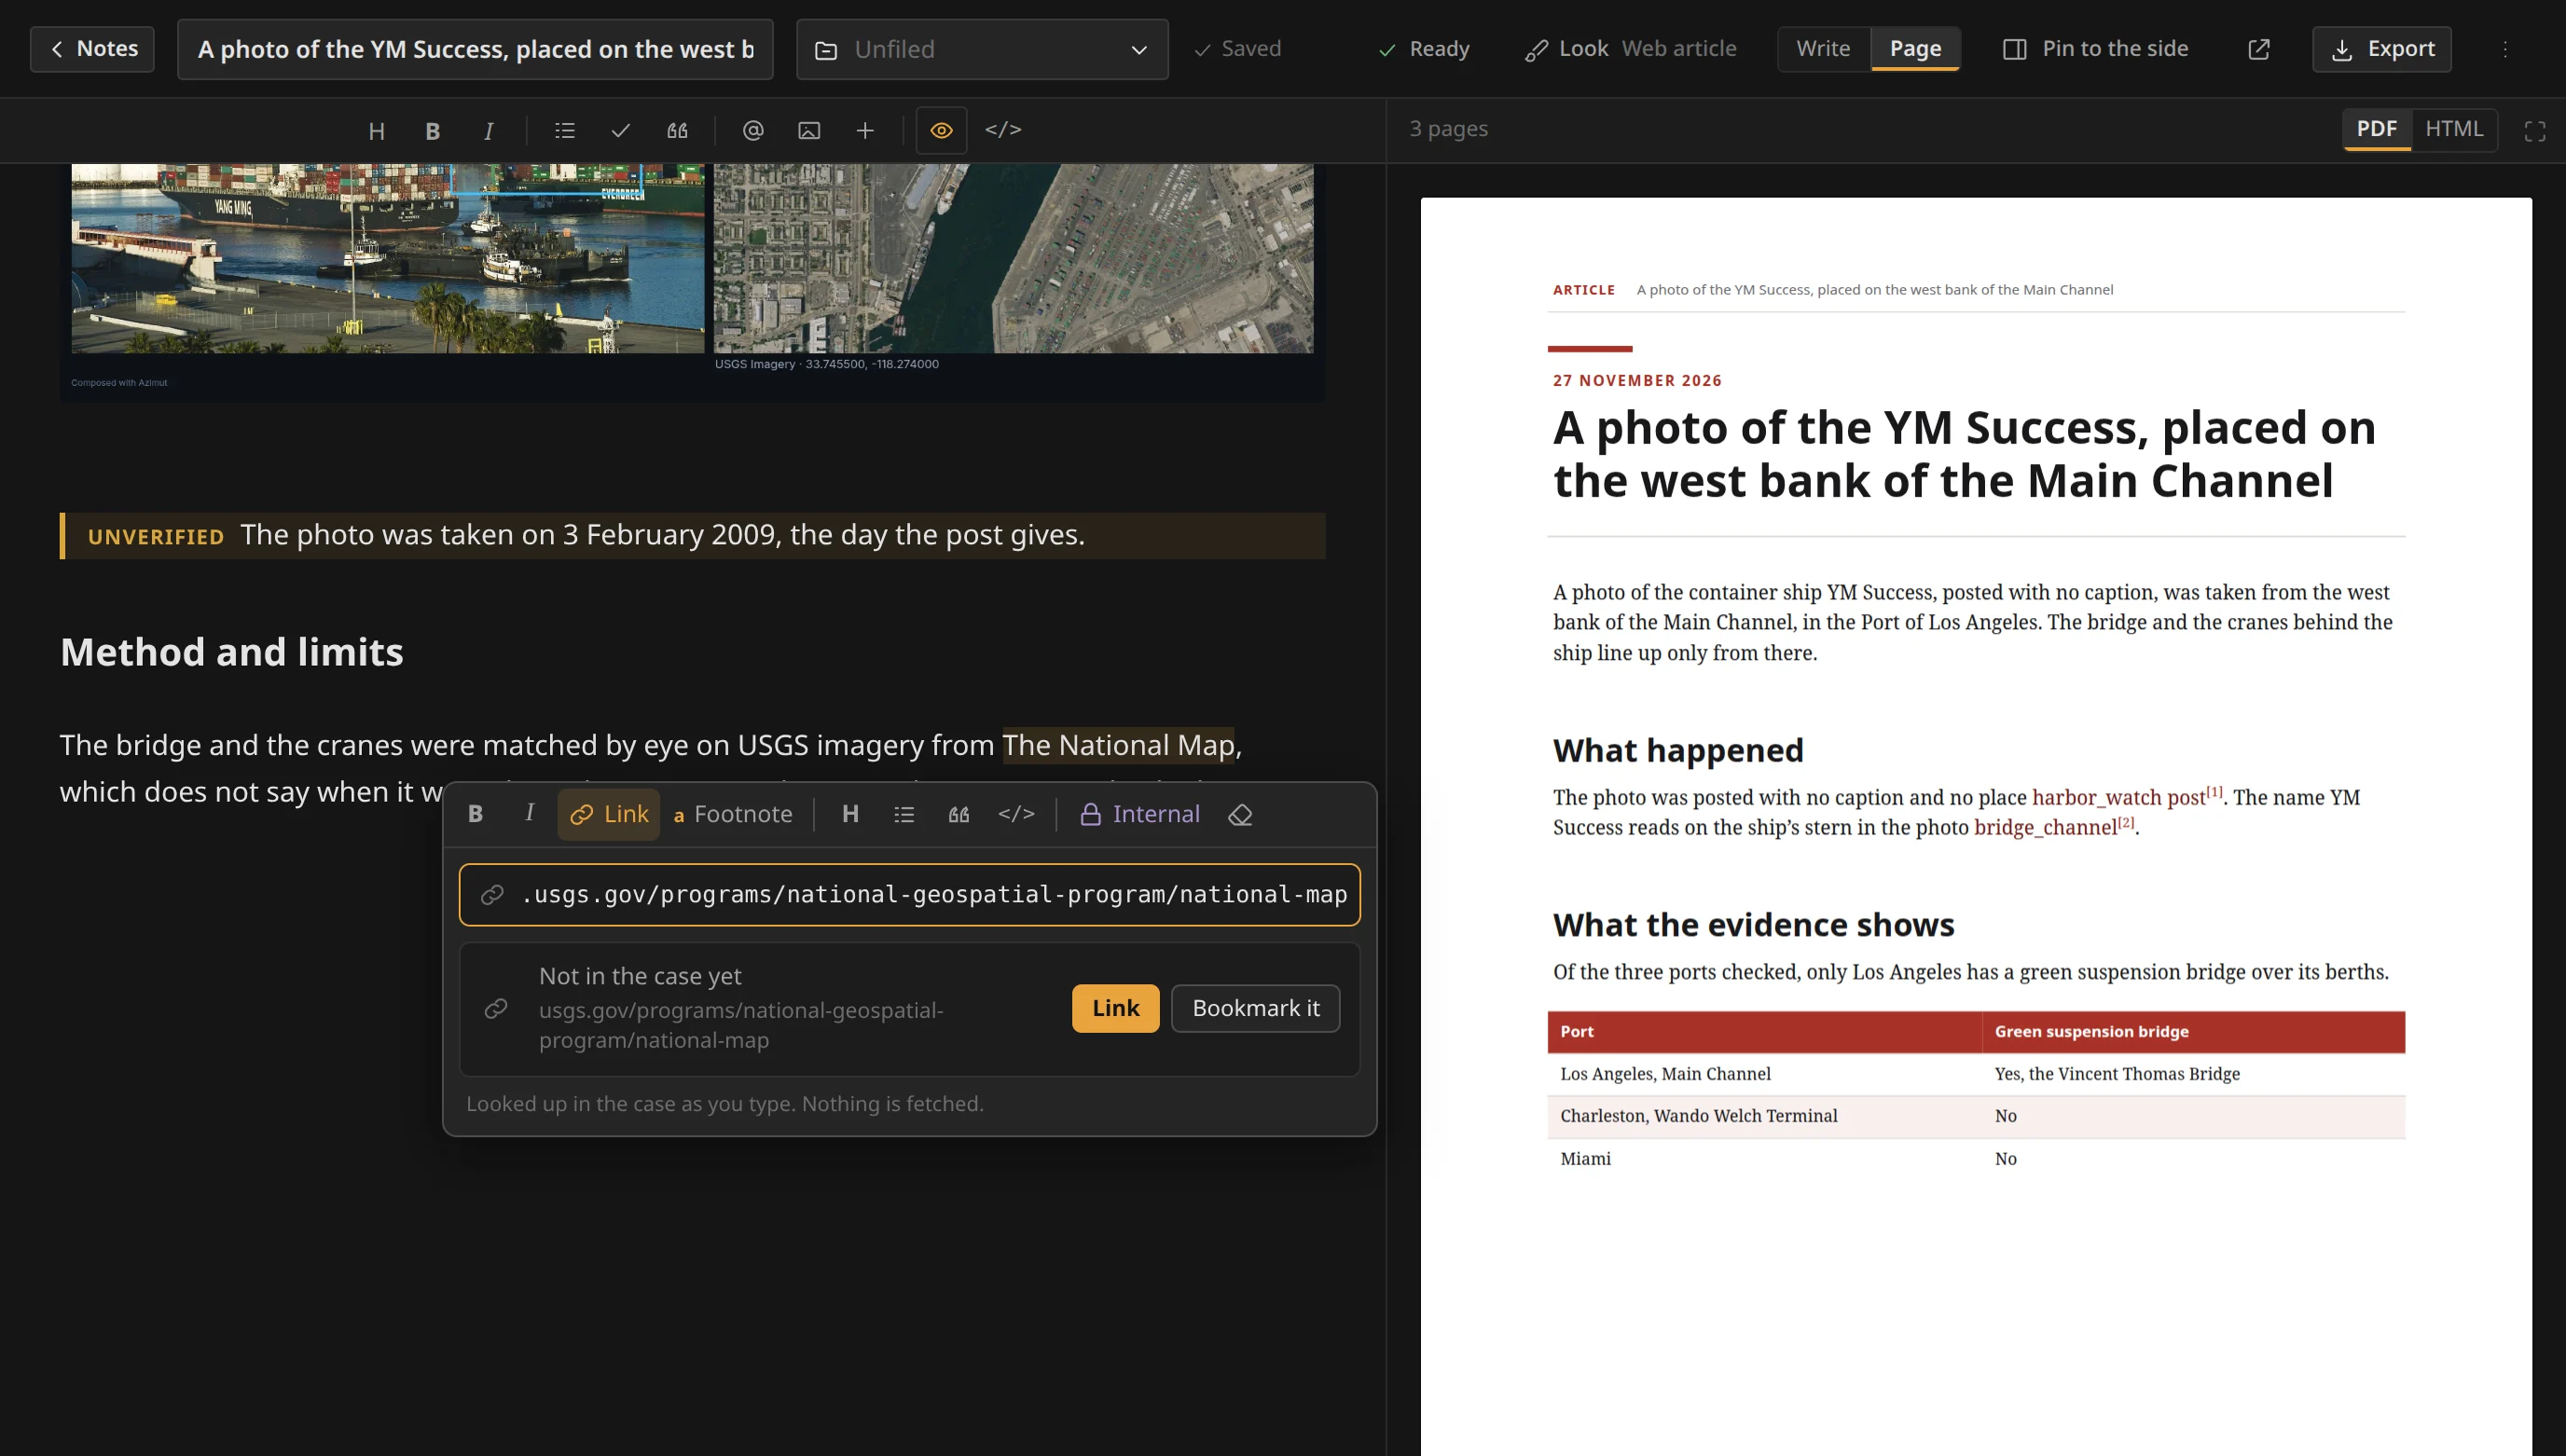 Notes
A photo of the YM Success, placed on the west b
Unfiled
Saved
Ready
Look Web article
Write
Page
Pin to the side
Export
H B I
@
</>
3 pages
PDF HTML
YANG MING
EVERGREEN
USGS Imagery · 33.745500, -118.274000
Composed with Azimut
UNVERIFIED The photo was taken on 3 February 2009, the day the post gives.
Method and limits
The bridge and the cranes were matched by eye on USGS imagery from The National Map,
which does not say when it w
B I Link a Footnote H </> Internal
.usgs.gov/programs/national-geospatial-program/national-map
Not in the case yet
usgs.gov/programs/national-geospatial-
program/national-map
Link
Bookmark it
Looked up in the case as you type. Nothing is fetched.
ARTICLE A photo of the YM Success, placed on the west bank of the Main Channel
27 NOVEMBER 2026
A photo of the YM Success, placed on
the west bank of the Main Channel
A photo of the container ship YM Success, posted with no caption, was taken from the west
bank of the Main Channel, in the Port of Los Angeles. The bridge and the cranes behind the
ship line up only from there.
What happened
The photo was posted with no caption and no place harbor_watch post[1]. The name YM
Success reads on the ship’s stern in the photo bridge_channel[2].
What the evidence shows
Of the three ports checked, only Los Angeles has a green suspension bridge over its berths.
Port Green suspension bridge
Los Angeles, Main Channel Yes, the Vincent Thomas Bridge
Charleston, Wando Welch Terminal No
Miami No